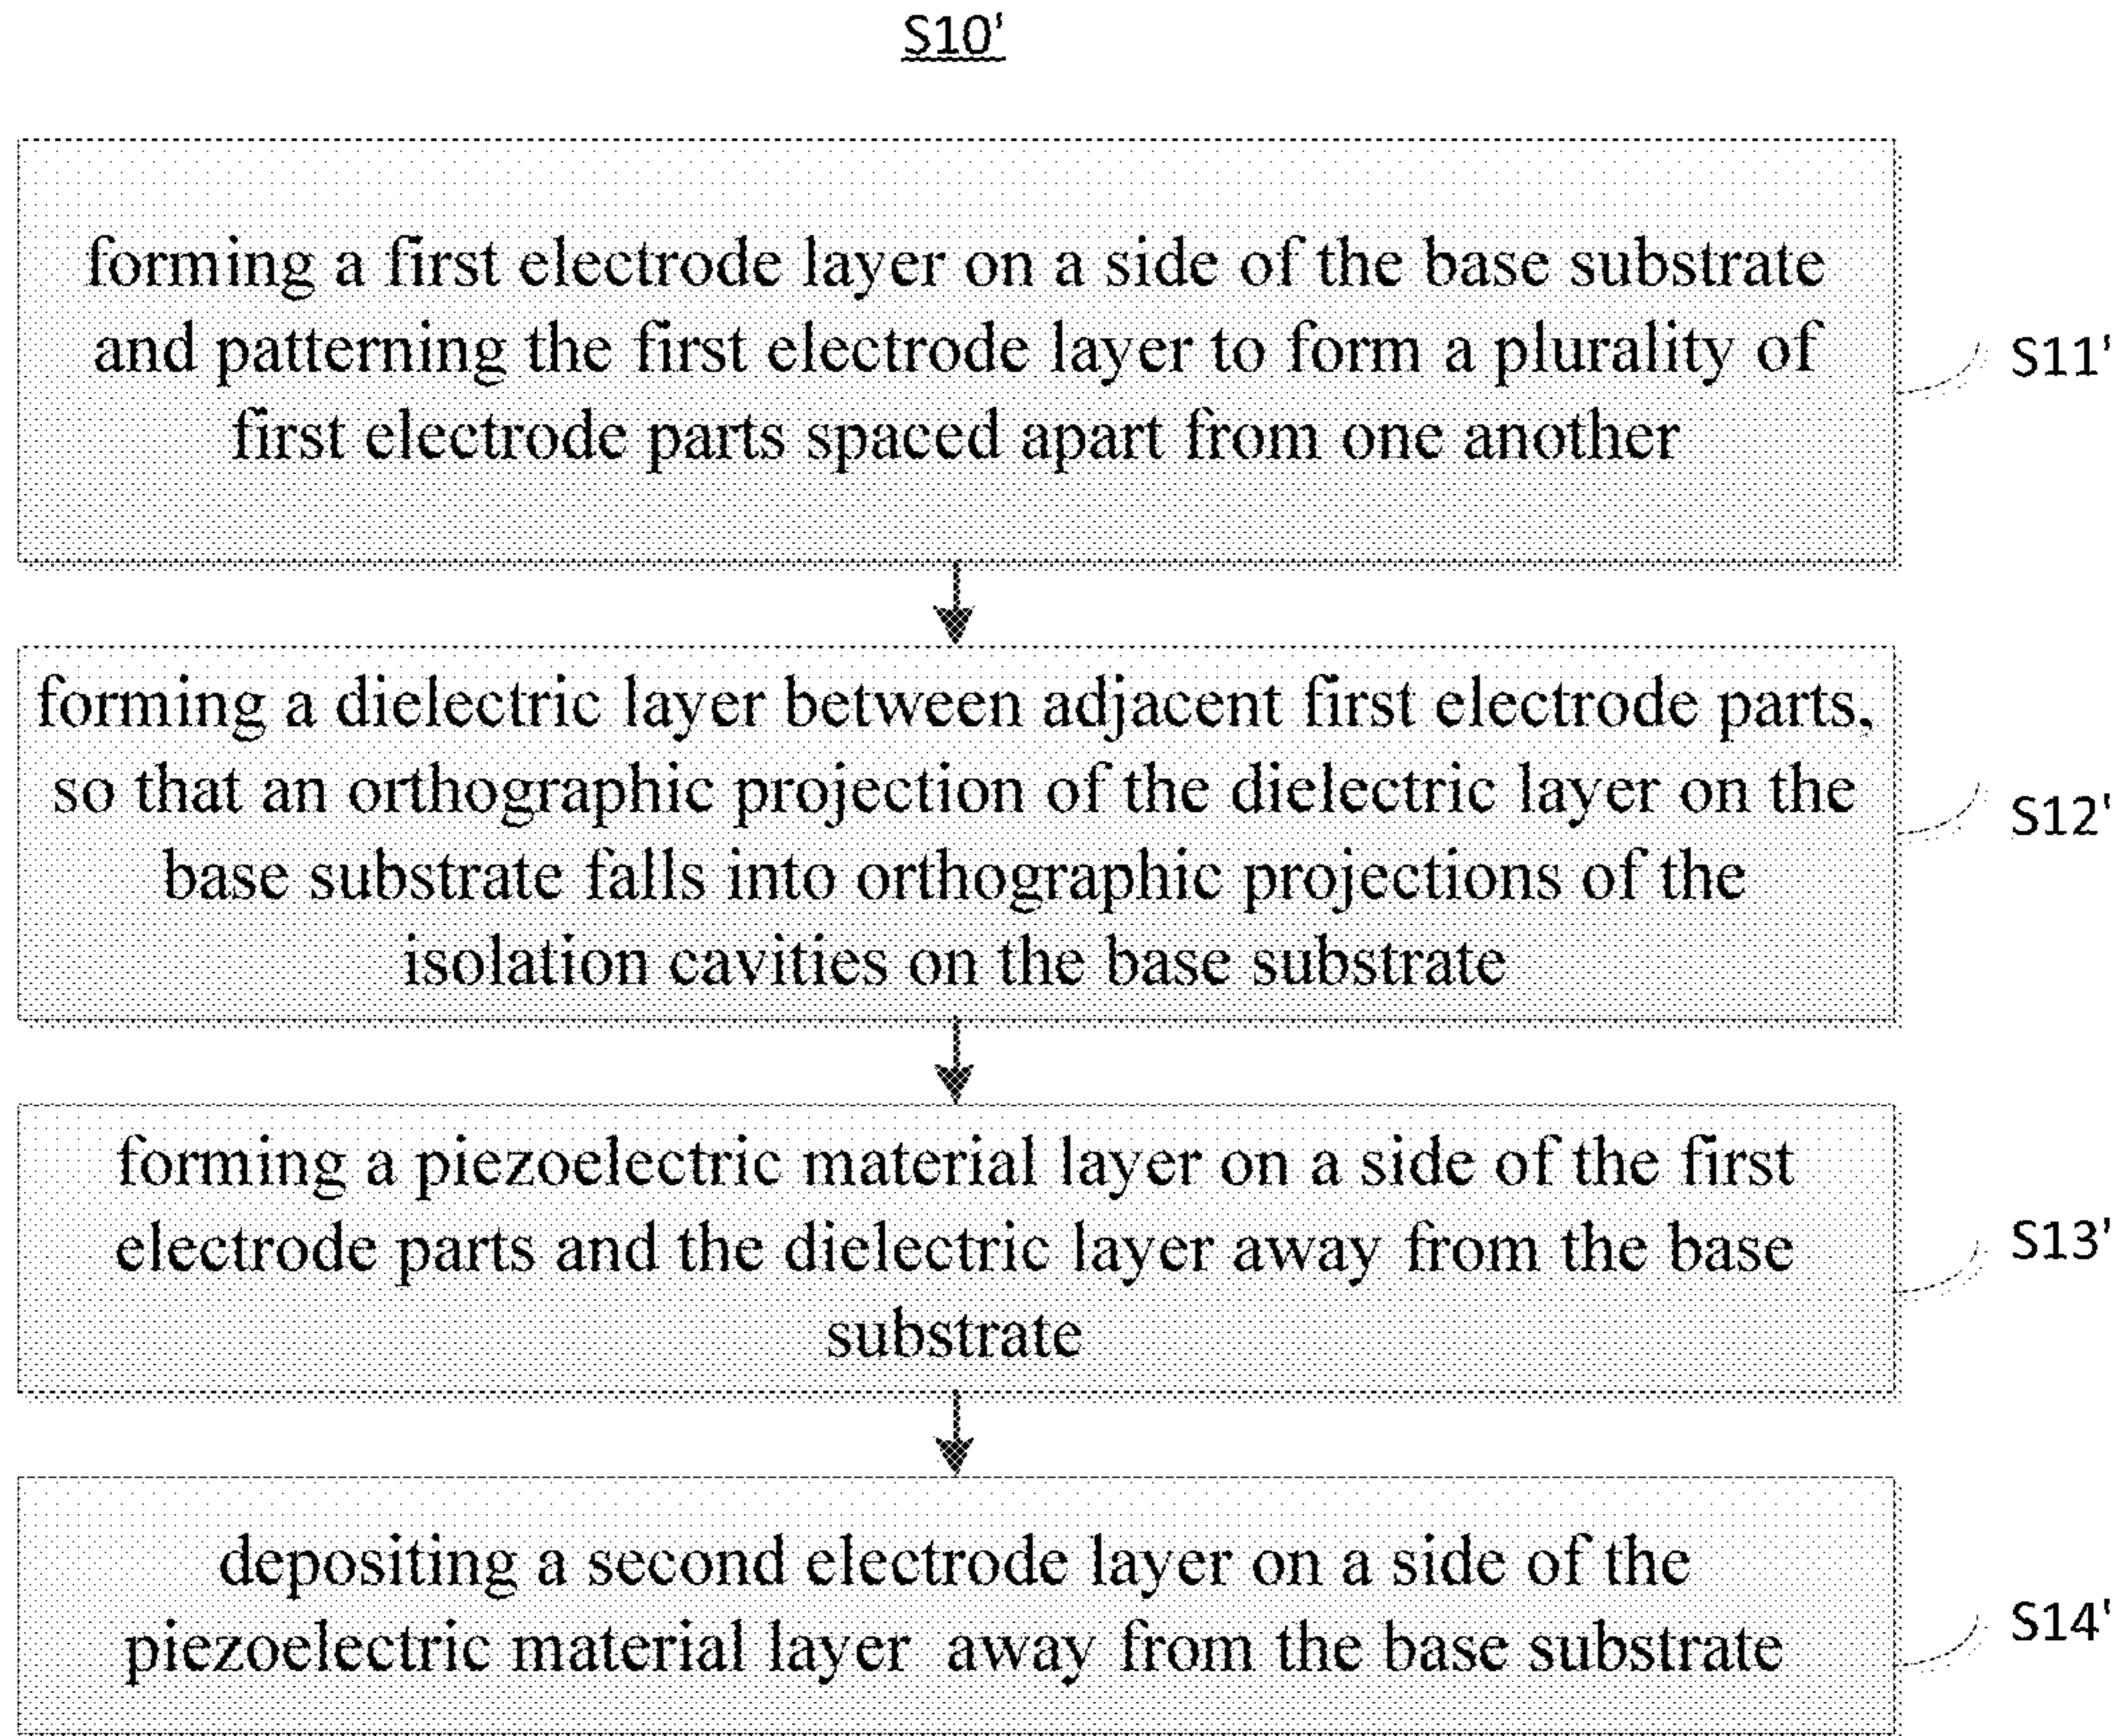 S10'
forming a first electrode layer on a side of the base substrate
and patterning the first electrode layer to form a plurality of
first electrode parts spaced apart from one another
S11'
forming a dielectric layer between adjacent first electrode parts,
so that an orthographic projection of the dielectric layer on the
base substrate falls into orthographic projections of the
isolation cavities on the base substrate
S12'
forming a piezoelectric material layer on a side of the first
electrode parts and the dielectric layer away from the base
substrate
S13'
depositing a second electrode layer on a side of the
piezoelectric material layer away from the base substrate
S14'